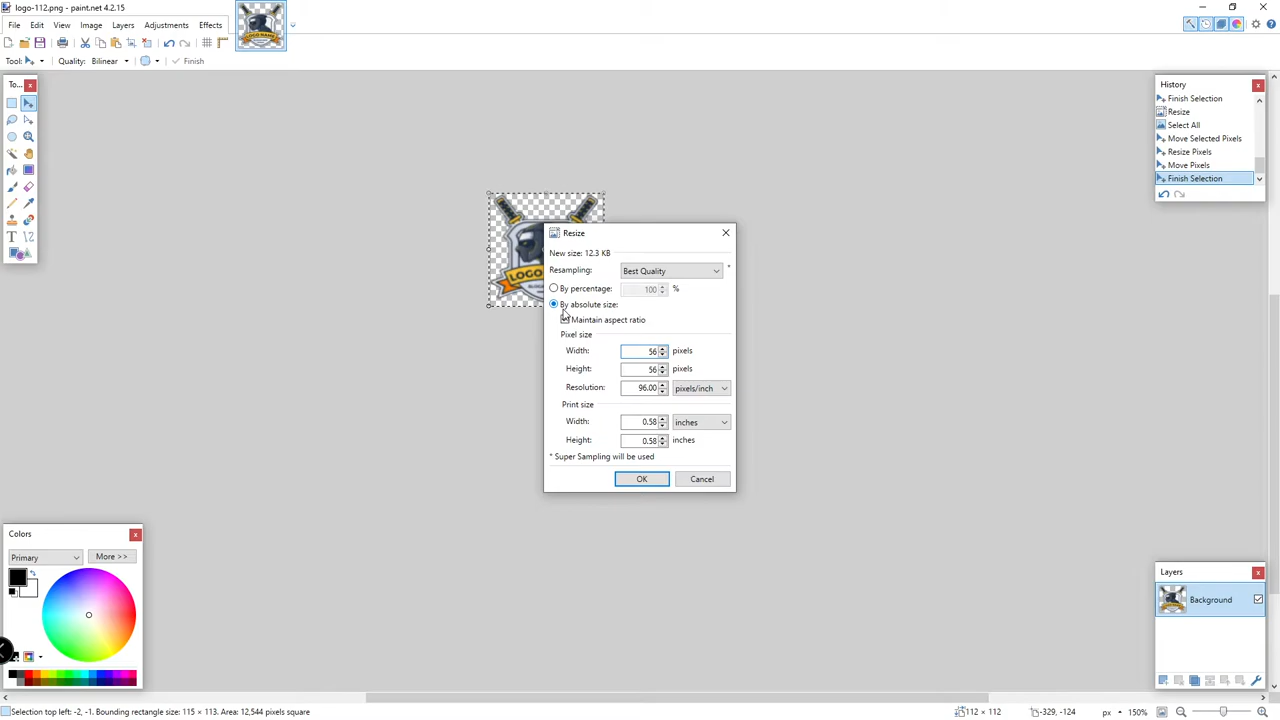 logo-112.png - paint.net 4.2.15
File Edit View Image Layers Adjustments Effects
LOGO NAME
Tool: Quality: Bilinear Finish
To...
History
Finish Selection
Resize
Select All
Move Selected Pixels
Resize Pixels
Move Pixels
Finish Selection
LOGO
Resize
New size: 12.3 KB
Resampling: Best Quality *
By percentage: 100 %
By absolute size:
Maintain aspect ratio
Pixel size
Width: 56 pixels
Height: 56 pixels
Resolution: 96.00 pixels/inch
Print size
Width: 0.58 inches
Height: 0.58 inches
* Super Sampling will be used
OK Cancel
Colors
Primary More >>
Layers
Background
Selection top left: -2, -1. Bounding rectangle size: 115 × 113. Area: 12,544 pixels square 112 × 112 -329, -124 px 150%